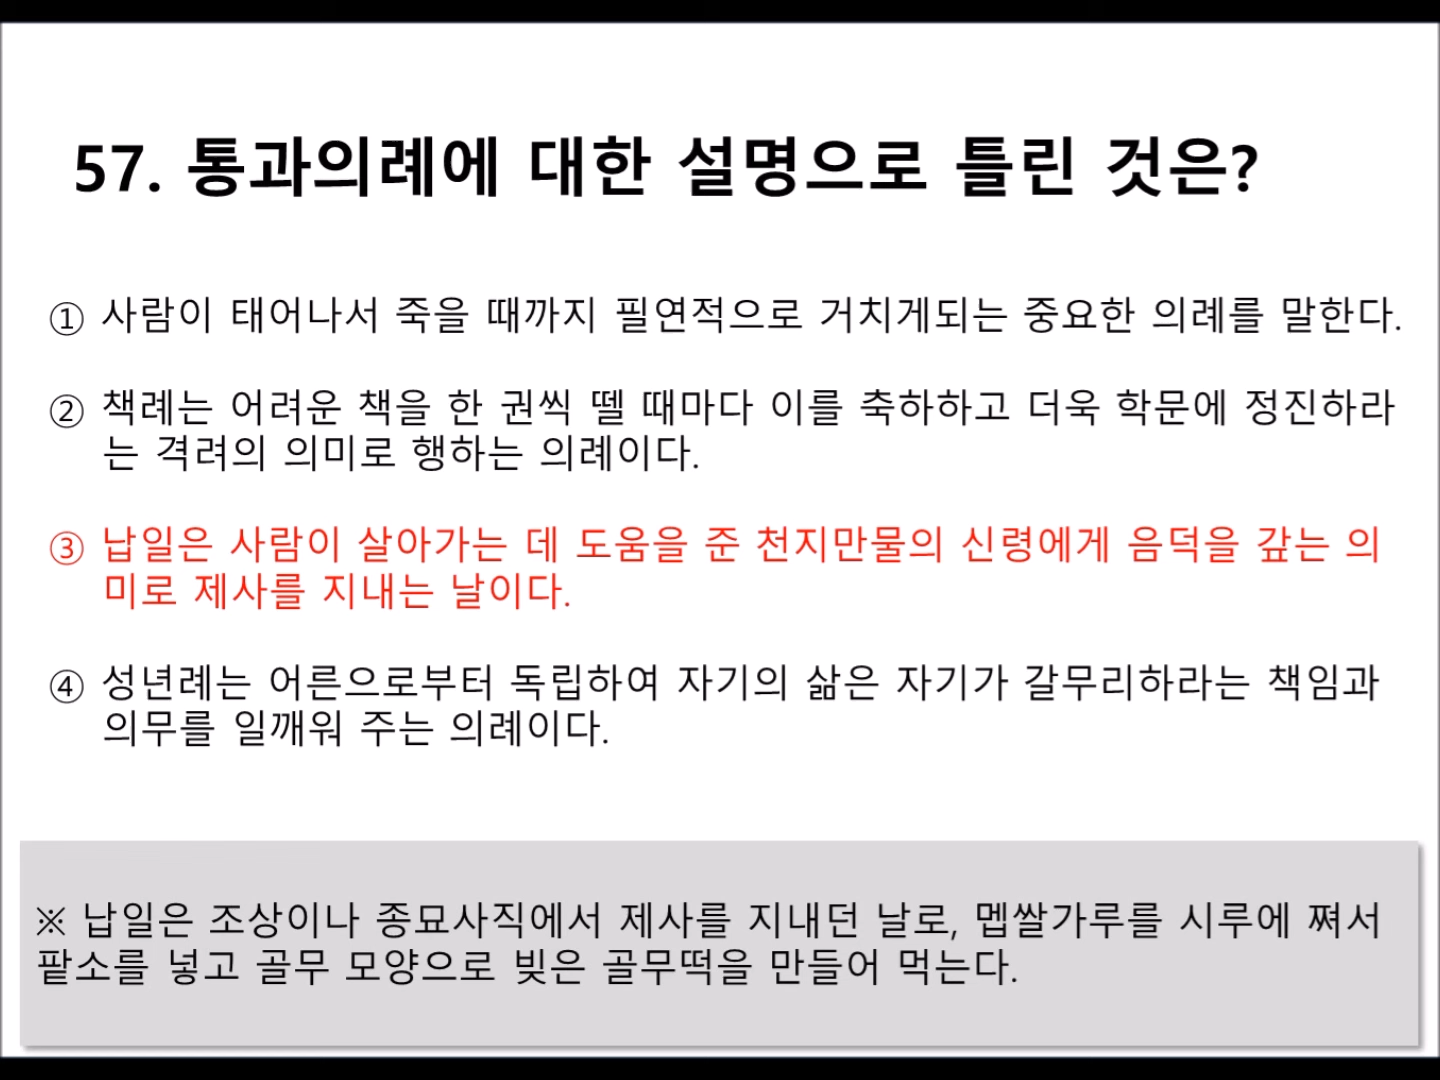 57. 통과의례에 대한 설명으로 틀린 것은?
① 사람이 태어나서 죽을 때까지 필연적으로 거치게되는 중요한 의례를 말한다.
② 책례는 어려운 책을 한 권씩 뗄 때마다 이를 축하하고 더욱 학문에 정진하라
는 격려의 의미로 행하는 의례이다.
③ 납일은 사람이 살아가는 데 도움을 준 천지만물의 신령에게 음덕을 갚는 의
미로 제사를 지내는 날이다.
④ 성년례는 어른으로부터 독립하여 자기의 삶은 자기가 갈무리하라는 책임과
의무를 일깨워 주는 의례이다.
※ 납일은 조상이나 종묘사직에서 제사를 지내던 날로, 멥쌀가루를 시루에 쪄서
팥소를 넣고 골무 모양으로 빚은 골무떡을 만들어 먹는다.